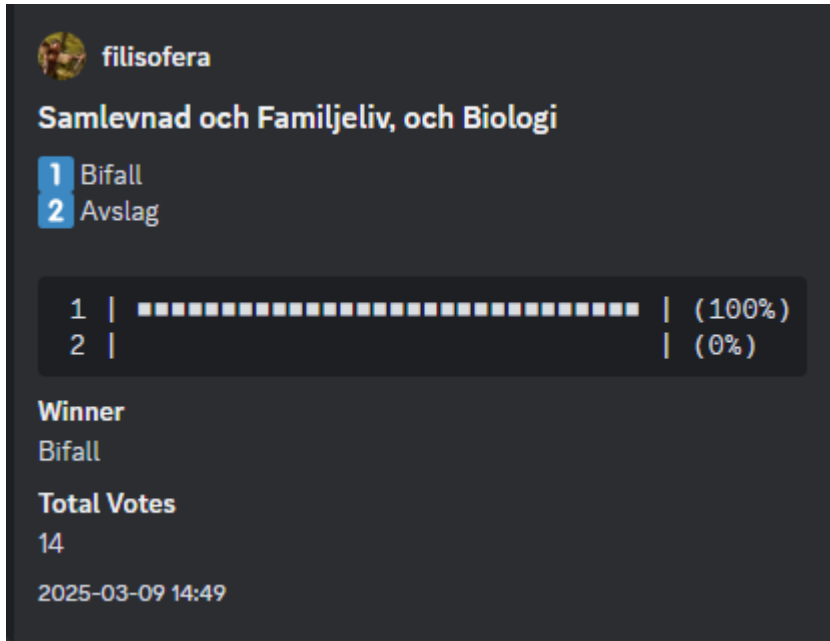 filisofera
Samlevnad och Familjeliv, och Biologi
1 Bifall
2 Avslag
1 | ■■■■■■■■■■■■■■■■■■■■■■■■■■■■■■ | (100%)
2 | | (0%)
Winner
Bifall
Total Votes
14
2025-03-09 14:49